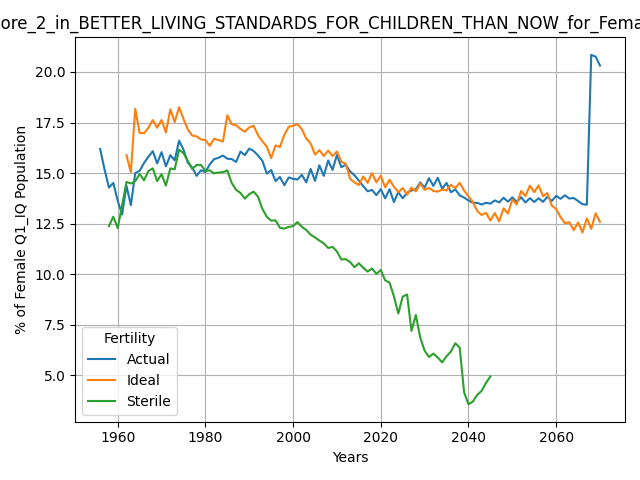 ore_2_in_BETTER_LIVING_STANDARDS_FOR_CHILDREN_THAN_NOW_for_Fema
20.0
17.5
15.0
12.5
10.0
7.5
5.0
% of Female Q1_IQ Population
Fertility
Actual
Ideal
Sterile
1960 1980 2000 2020 2040 2060
Years